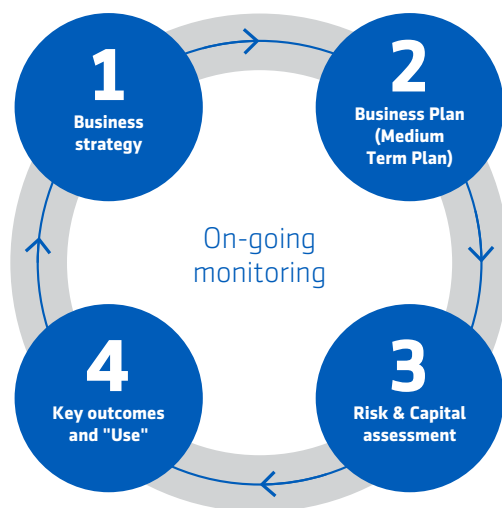 1
Business
strategy
2
Business Plan
(Medium
Term Plan)
On-going
monitoring
4
Key outcomes
and "Use"
3
Risk & Capital
assessment